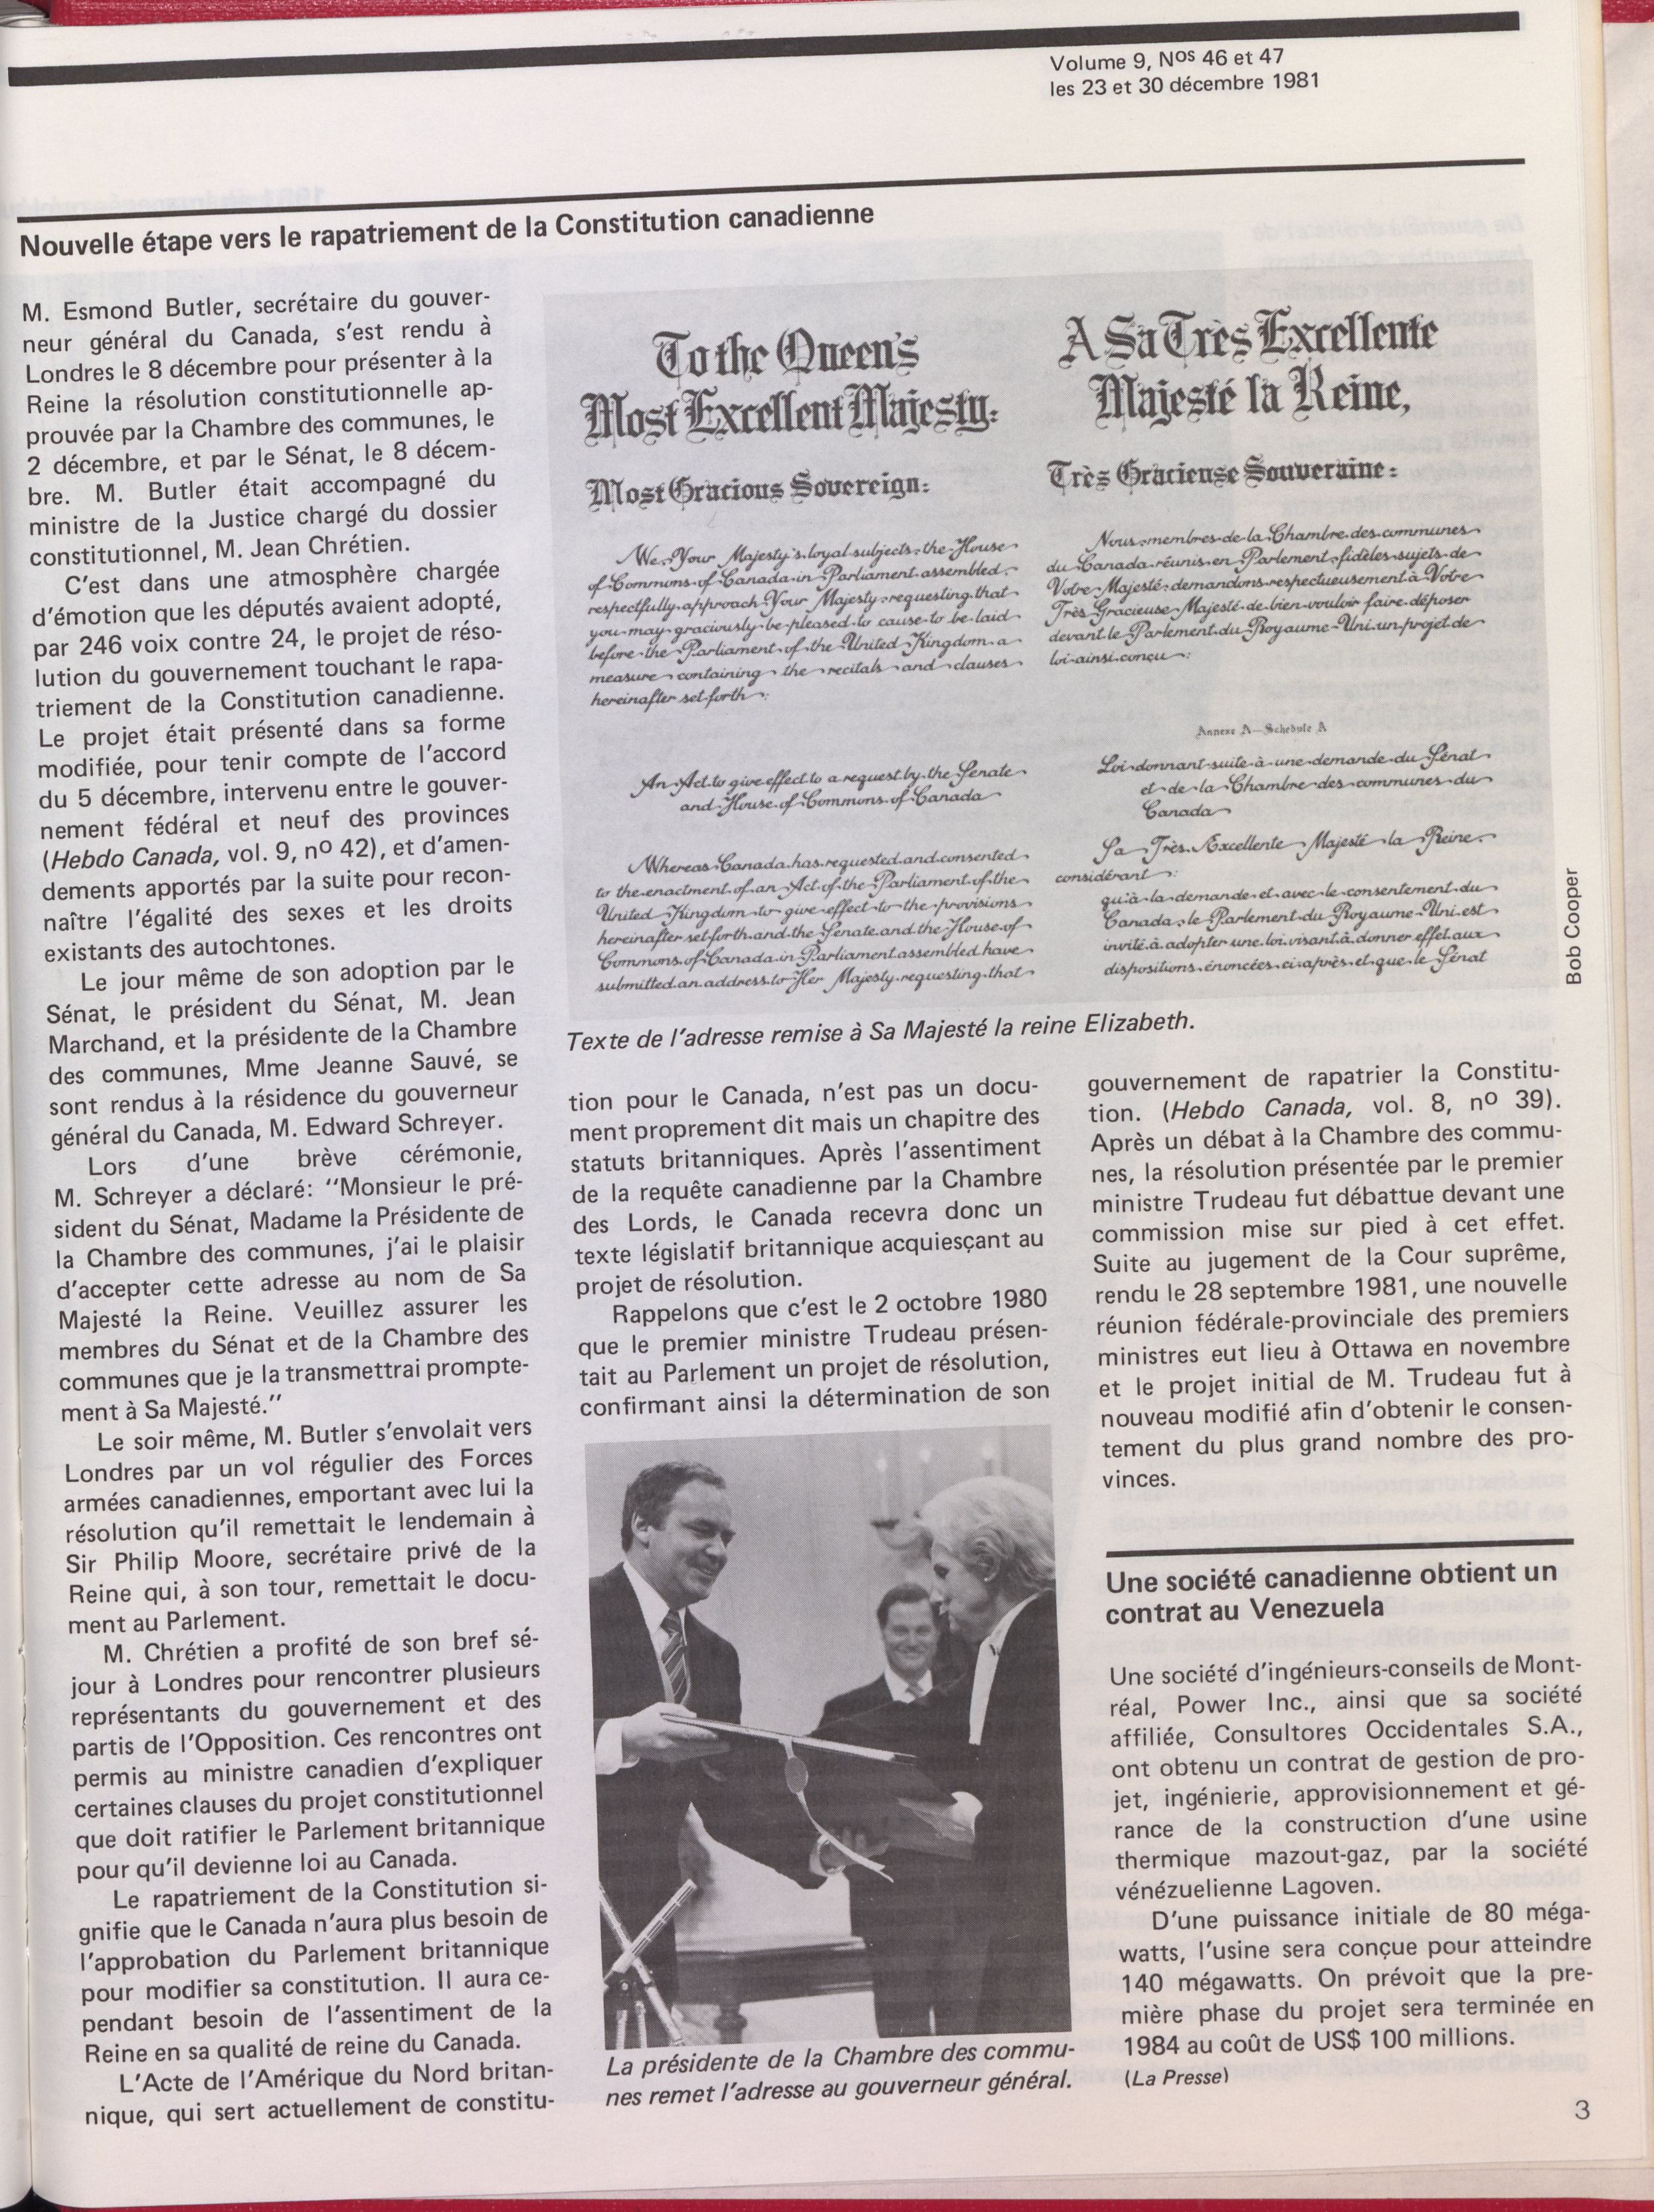 Volume 9, Nos 46 et 47
les 23 et 30 décembre 1981
Nouvelle étape vers le rapatriement de la Constitution canadienne
M. Esmond Butler, secrétaire du gouver-
neur général du Canada, s'est rendu à
Londres le 8 décembre pour présenter à la
Reine la résolution constitutionnelle ap-
prouvée par la Chambre des communes, le
2 décembre, et par le Sénat, le 8 décem-
bre. M. Butler était accompagné du
ministre de la Justice chargé du dossier
constitutionnel, M. Jean Chrétien.
C'est dans une atmosphère chargée
d'émotion que les députés avaient adopté,
par 246 voix contre 24, le projet de réso-
lution du gouvernement touchant le rapa-
triement de la Constitution canadienne.
Le projet était présenté dans sa forme
modifiée, pour tenir compte de l'accord
du 5 décembre, intervenu entre le gouver-
nement fédéral et neuf des provinces
(Hebdo Canada, vol. 9, no 42), et d'amen-
dements apportés par la suite pour recon-
naître l'égalité des sexes et les droits
existants des autochtones.
Le jour même de son adoption par le
Sénat, le président du Sénat, M. Jean
Marchand, et la présidente de la Chambre
des communes, Mme Jeanne Sauvé, se
sont rendus à la résidence du gouverneur
général du Canada, M. Edward Schreyer.
Lors d'une brève cérémonie,
M. Schreyer a déclaré: "Monsieur le pré-
sident du Sénat, Madame la Présidente de
la Chambre des communes, j'ai le plaisir
d'accepter cette adresse au nom de Sa
Majesté la Reine. Veuillez assurer les
membres du Sénat et de la Chambre des
communes que je la transmettrai prompte-
ment à Sa Majesté."
Le soir même, M. Butler s'envolait vers
Londres par un vol régulier des Forces
armées canadiennes, emportant avec lui la
résolution qu'il remettait le lendemain à
Sir Philip Moore, secrétaire privé de la
Reine qui, à son tour, remettait le docu-
ment au Parlement.
M. Chrétien a profité de son bref sé-
jour à Londres pour rencontrer plusieurs
représentants du gouvernement et des
partis de l'Opposition. Ces rencontres ont
permis au ministre canadien d'expliquer
certaines clauses du projet constitutionnel
que doit ratifier le Parlement britannique
pour qu'il devienne loi au Canada.
Le rapatriement de la Constitution si-
gnifie que le Canada n'aura plus besoin de
l'approbation du Parlement britannique
pour modifier sa constitution. Il aura ce-
pendant besoin de l'assentiment de la
Reine en sa qualité de reine du Canada.
L'Acte de l'Amérique du Nord britan-
nique, qui sert actuellement de constitu-
To the Queen's
Most Excellent Majesty:
Most Gracious Sovereign:
We, Your Majesty's loyal subjects, the House
of Commons of Canada in Parliament assembled,
respectfully approach Your Majesty, requesting that
you may graciously be pleased to cause to be laid
before the Parliament of the United Kingdom a
measure containing the recitals and clauses
hereinafter set forth:
An Act to give effect to a request by the Senate
and House of Commons of Canada
Whereas Canada has requested and consented
to the enactment of an Act of the Parliament of the
United Kingdom to give effect to the provisions
hereinafter set forth and the Senate and the House of
Commons of Canada in Parliament assembled have
submitted an address to Her Majesty requesting that
A Sa Très Excellente
Majesté la Reine,
Très Gracieuse Souveraine:
Nous, membres de la Chambre des communes
du Canada réunis en Parlement, fidèles sujets de
Votre Majesté, demandons respectueusement à Votre
Très Gracieuse Majesté de bien vouloir faire déposer
devant le Parlement du Royaume-Uni un projet de
loi ainsi conçu:
Annexe A—Schedule A
Loi donnant suite à une demande du Sénat
et de la Chambre des communes du
Canada
Sa Très Excellente Majesté la Reine,
considérant:
qu'à la demande et avec le consentement du
Canada, le Parlement du Royaume-Uni est
invité à adopter une loi visant à donner effet aux
dispositions énoncées ci-après et que le Sénat
Bob Cooper
Texte de l'adresse remise à Sa Majesté la reine Elizabeth.
tion pour le Canada, n'est pas un docu-
ment proprement dit mais un chapitre des
statuts britanniques. Après l'assentiment
de la requête canadienne par la Chambre
des Lords, le Canada recevra donc un
texte législatif britannique acquiesçant au
projet de résolution.
Rappelons que c'est le 2 octobre 1980
que le premier ministre Trudeau présen-
tait au Parlement un projet de résolution,
confirmant ainsi la détermination de son
La présidente de la Chambre des commu-
nes remet l'adresse au gouverneur général.
gouvernement de rapatrier la Constitu-
tion. (Hebdo Canada, vol. 8, no 39).
Après un débat à la Chambre des commu-
nes, la résolution présentée par le premier
ministre Trudeau fut débattue devant une
commission mise sur pied à cet effet.
Suite au jugement de la Cour suprême,
rendu le 28 septembre 1981, une nouvelle
réunion fédérale-provinciale des premiers
ministres eut lieu à Ottawa en novembre
et le projet initial de M. Trudeau fut à
nouveau modifié afin d'obtenir le consen-
tement du plus grand nombre des pro-
vinces.
Une société canadienne obtient un
contrat au Venezuela
Une société d'ingénieurs-conseils de Mont-
réal, Power Inc., ainsi que sa société
affiliée, Consultores Occidentales S.A.,
ont obtenu un contrat de gestion de pro-
jet, ingénierie, approvisionnement et gé-
rance de la construction d'une usine
thermique mazout-gaz, par la société
vénézuelienne Lagoven.
D'une puissance initiale de 80 méga-
watts, l'usine sera conçue pour atteindre
140 mégawatts. On prévoit que la pre-
mière phase du projet sera terminée en
1984 au coût de US$ 100 millions.
(La Presse)
3